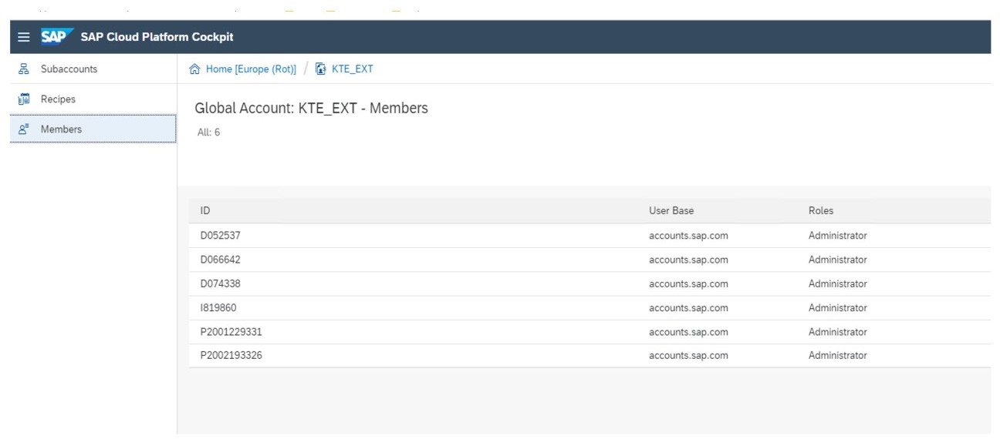 SAP SAP Cloud Platform Cockpit
Subaccounts
Recipes
Members
Home [Europe (Rot)] / KTE_EXT
Global Account: KTE_EXT - Members
All: 6
ID User Base Roles
D052537 accounts.sap.com Administrator
D066642 accounts.sap.com Administrator
D074338 accounts.sap.com Administrator
I819860 accounts.sap.com Administrator
P2001229331 accounts.sap.com Administrator
P2002193326 accounts.sap.com Administrator